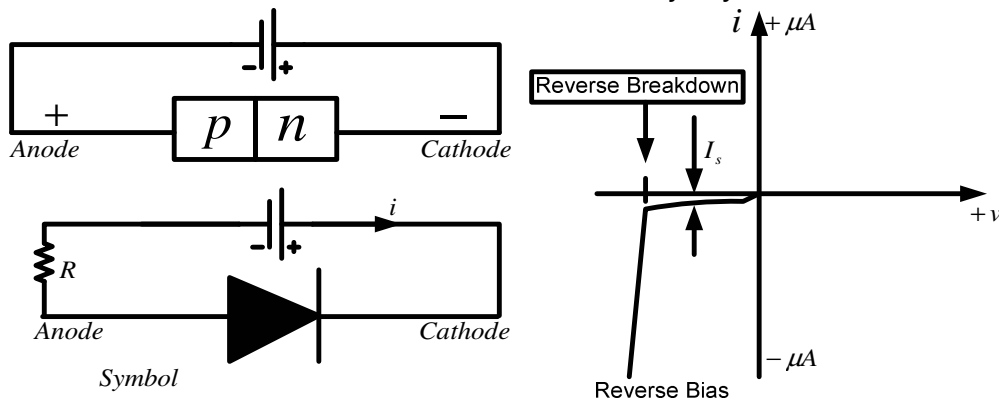 - +
+ −
p n
Anode Cathode
i
- +
R
Anode Cathode
Symbol
i + μA
Reverse Breakdown
I_s
+ v
− μA
Reverse Bias